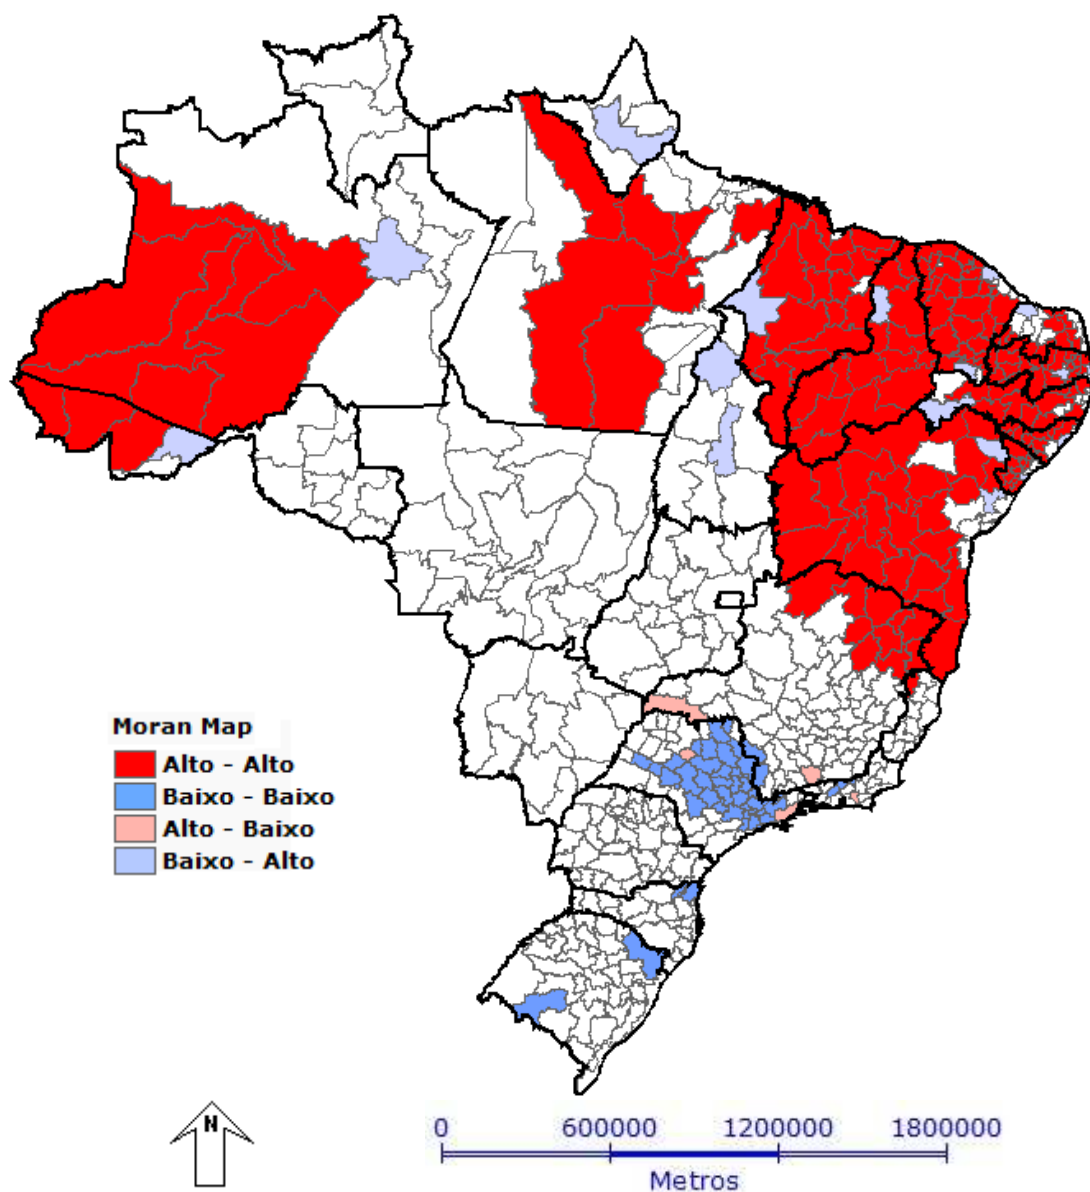 Moran Map
Alto - Alto
Baixo - Baixo
Alto - Baixo
Baixo - Alto
N
0 600000 1200000 1800000
Metros